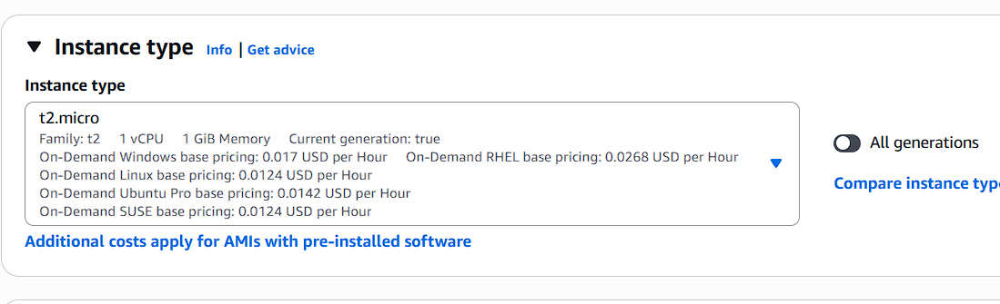 Instance type Info | Get advice
Instance type
t2.micro
Family: t2 1 vCPU 1 GiB Memory Current generation: true
On-Demand Windows base pricing: 0.017 USD per Hour On-Demand RHEL base pricing: 0.0268 USD per Hour
On-Demand Linux base pricing: 0.0124 USD per Hour
On-Demand Ubuntu Pro base pricing: 0.0142 USD per Hour
On-Demand SUSE base pricing: 0.0124 USD per Hour
All generations
Compare instance type
Additional costs apply for AMIs with pre-installed software